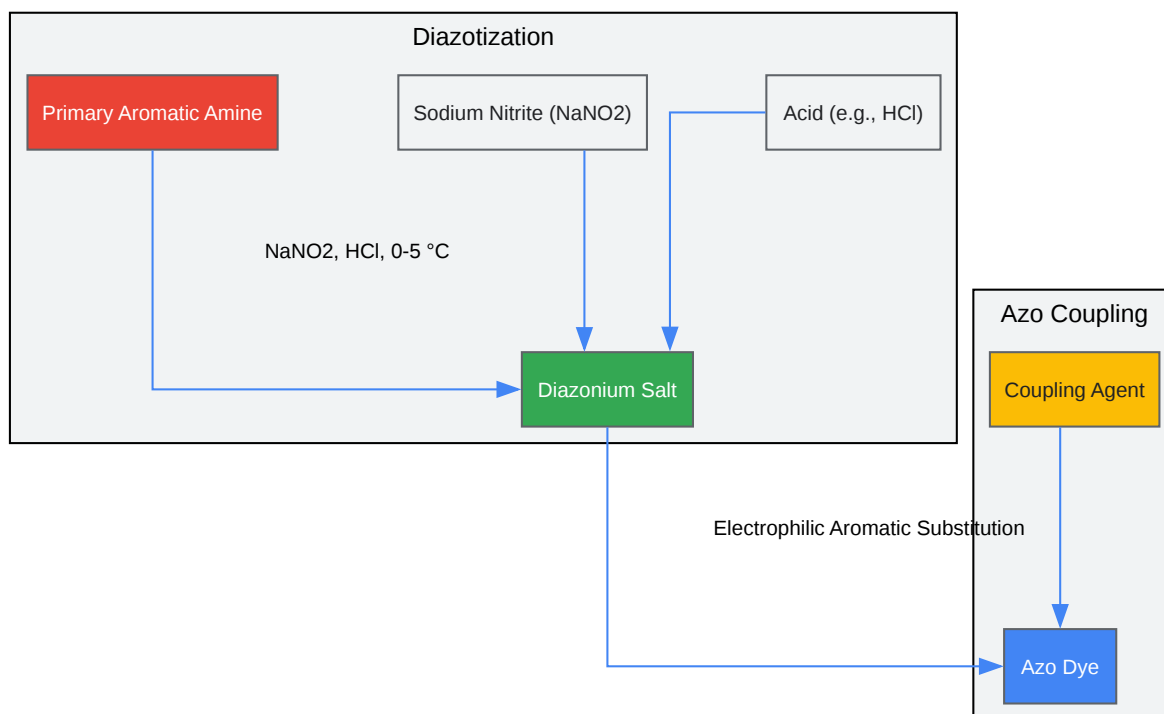 Diazotization
Primary Aromatic Amine
Sodium Nitrite (NaNO2)
Acid (e.g., HCl)
NaNO2, HCl, 0-5 °C
Azo Coupling
Diazonium Salt
Coupling Agent
Electrophilic Aromatic Substitution
Azo Dye